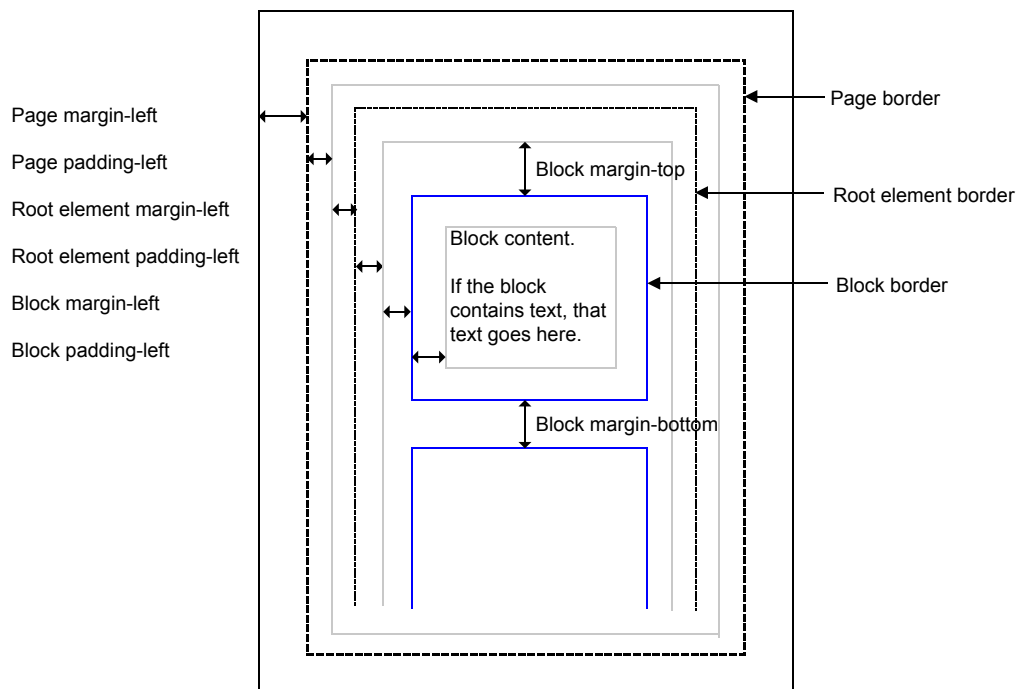 Page margin-left
Page padding-left
Root element margin-left
Root element padding-left
Block margin-left
Block padding-left
Block margin-top
Block content.
If the block
contains text, that
text goes here.
Block margin-bottom
Page border
Root element border
Block border